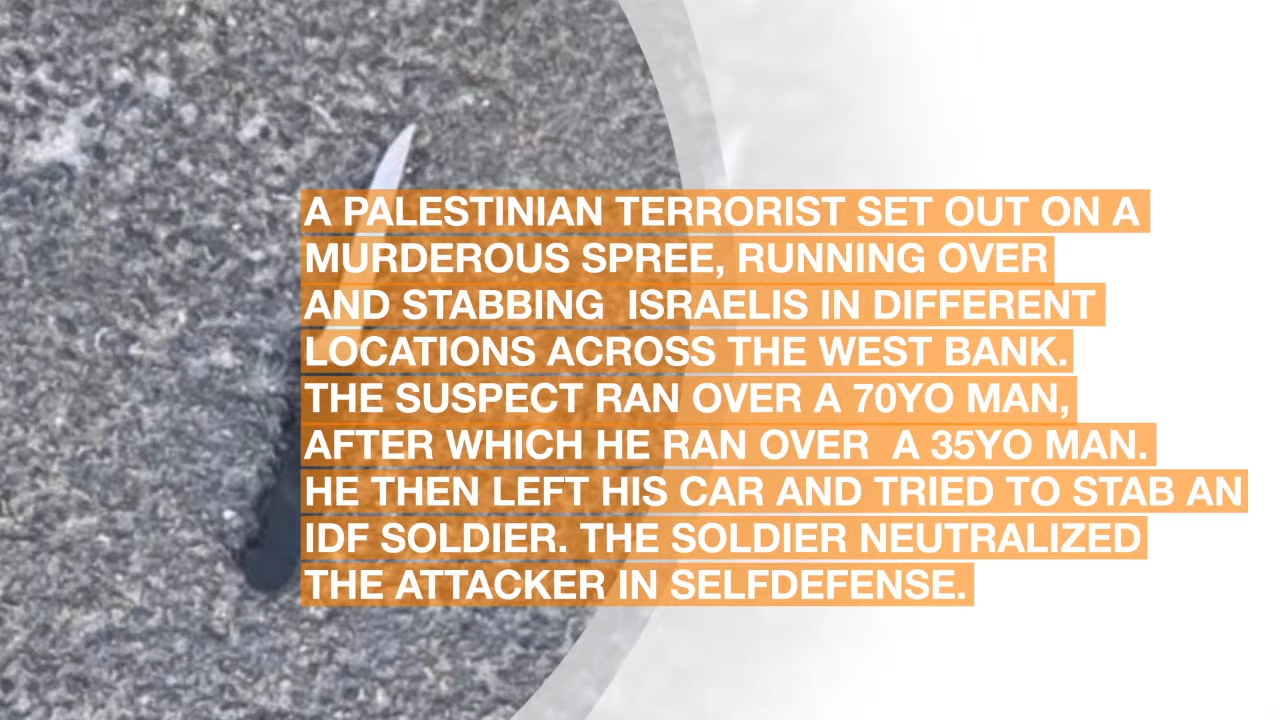 A PALESTINIAN TERRORIST SET OUT ON A
MURDEROUS SPREE, RUNNING OVER
AND STABBING  ISRAELIS IN DIFFERENT
LOCATIONS ACROSS THE WEST BANK.
THE SUSPECT RAN OVER A 70YO MAN,
AFTER WHICH HE RAN OVER  A 35YO MAN.
HE THEN LEFT HIS CAR AND TRIED TO STAB AN
IDF SOLDIER. THE SOLDIER NEUTRALIZED
THE ATTACKER IN SELFDEFENSE.